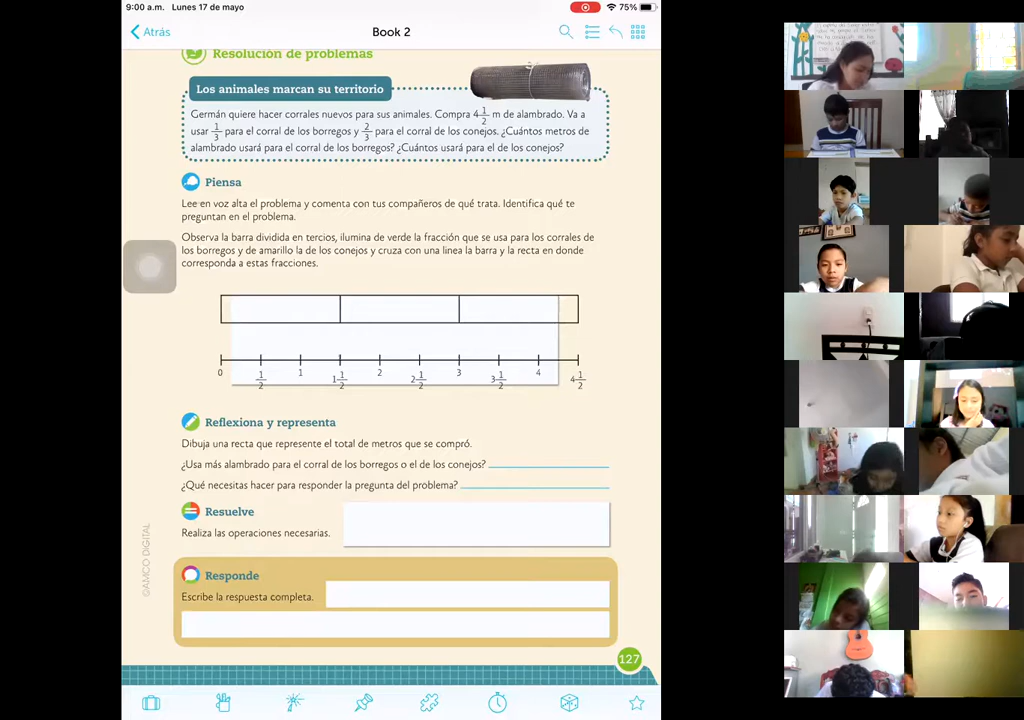 9:00 a.m. Lunes 17 de mayo
75%
Atrás
Book 2
Resolución de problemas
Los animales marcan su territorio
Germán quiere hacer corrales nuevos para sus animales. Compra 4 1/2 m de alambrado. Va a
usar 1/3 para el corral de los borregos y 2/3 para el corral de los conejos. ¿Cuántos metros de
alambrado usará para el corral de los borregos? ¿Cuántos usará para el de los conejos?
Piensa
Lee en voz alta el problema y comenta con tus compañeros de qué trata. Identifica qué te
preguntan en el problema.
Observa la barra dividida en tercios, ilumina de verde la fracción que se usa para los corrales de
los borregos y de amarillo la de los conejos y cruza con una linea la barra y la recta en donde
corresponda a estas fracciones.
0 1/2 1 1 1/2 2 2 1/2 3 3 1/2 4 4 1/2
Reflexiona y representa
Dibuja una recta que represente el total de metros que se compró.
¿Usa más alambrado para el corral de los borregos o el de los conejos?
¿Qué necesitas hacer para responder la pregunta del problema?
Resuelve
Realiza las operaciones necesarias.
©AMCO DIGITAL
Responde
Escribe la respuesta completa.
127